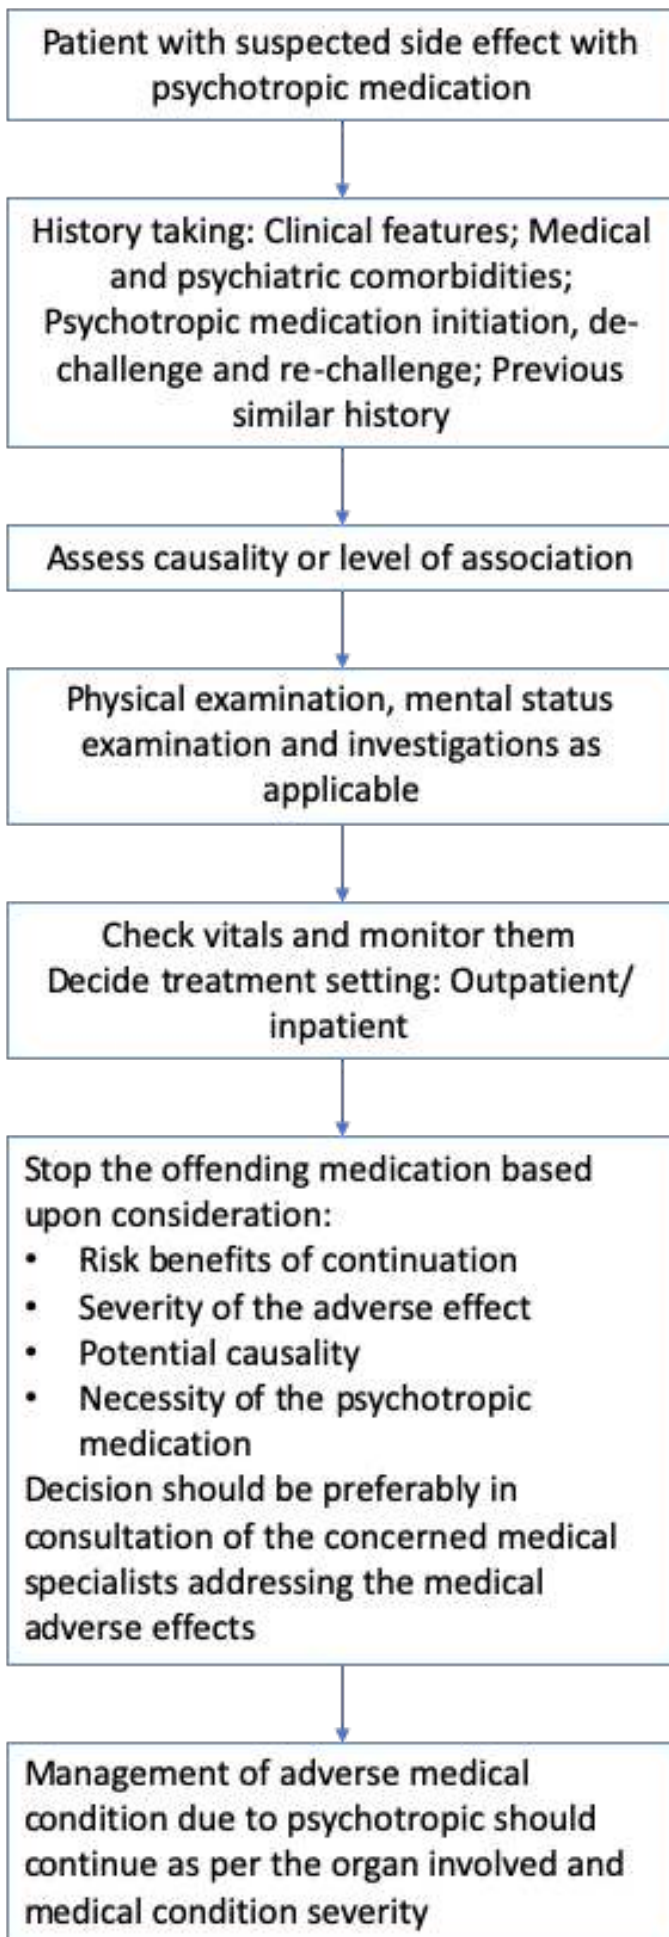 Patient with suspected side effect with
psychotropic medication
History taking: Clinical features; Medical
and psychiatric comorbidities;
Psychotropic medication initiation, de-
challenge and re-challenge; Previous
similar history
Assess causality or level of association
Physical examination, mental status
examination and investigations as
applicable
Check vitals and monitor them
Decide treatment setting: Outpatient/
inpatient
Stop the offending medication based
upon consideration:
• Risk benefits of continuation
• Severity of the adverse effect
• Potential causality
• Necessity of the psychotropic
medication
Decision should be preferably in
consultation of the concerned medical
specialists addressing the medical
adverse effects
Management of adverse medical
condition due to psychotropic should
continue as per the organ involved and
medical condition severity